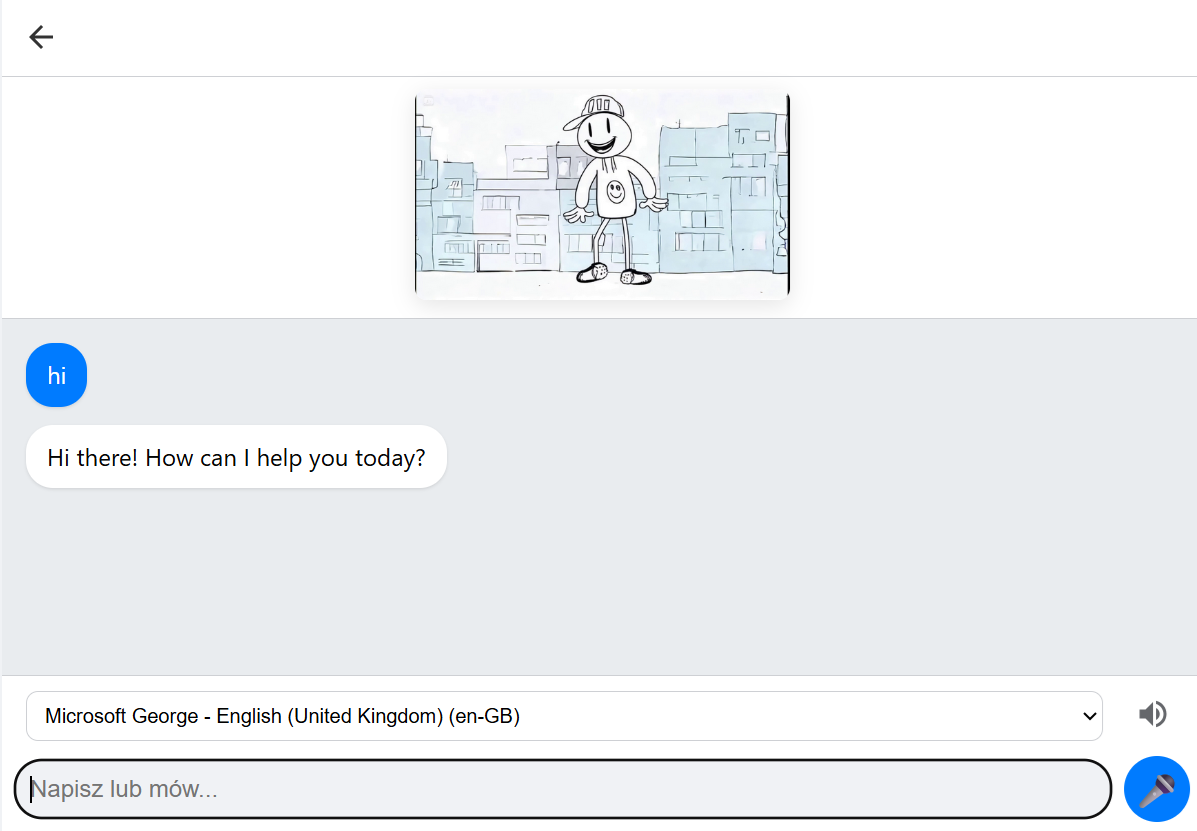 hi
Hi there! How can I help you today?
Microsoft George - English (United Kingdom) (en-GB)
Napisz lub mów...